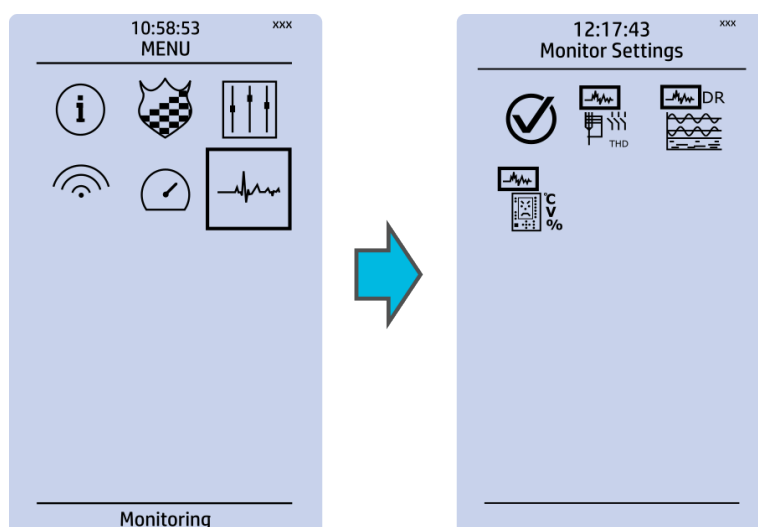 10:58:53
xxx
MENU
i
Monitoring
12:17:43
xxx
Monitor Settings
THD
DR
°C
V
%